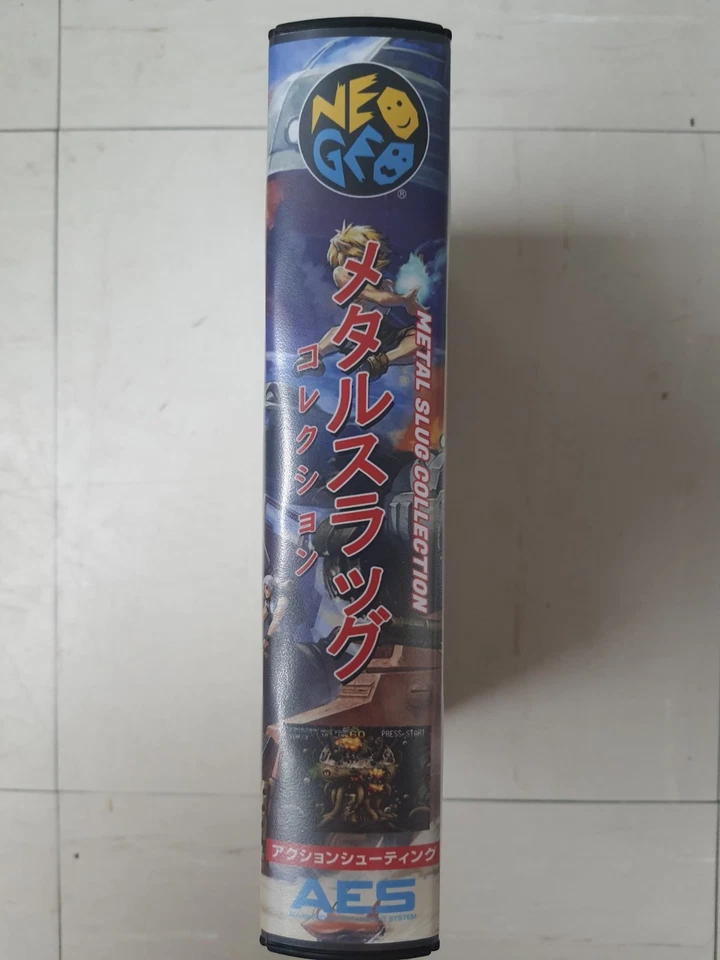 NEO
GEO
®
メタルスラッグ
コレクション
METAL SLUG COLLECTION
PRESS START
アクションシューティング
AES
SYSTEM